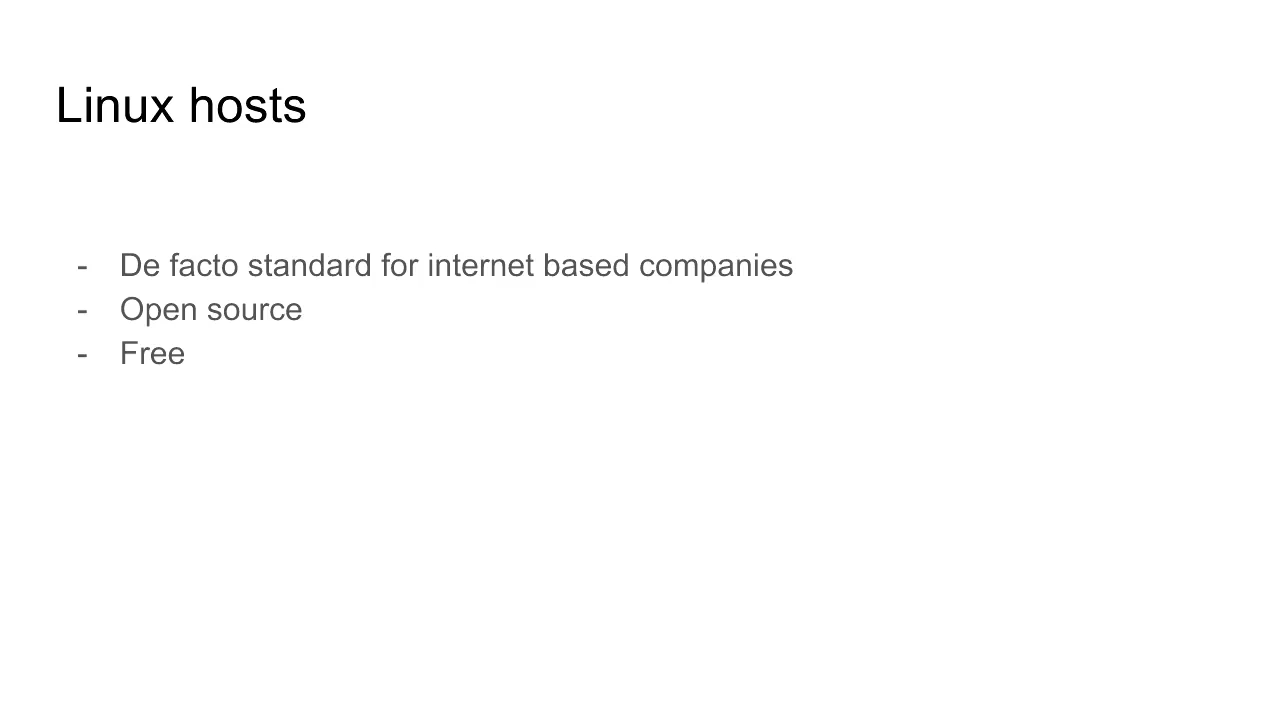 Linux hosts
- De facto standard for internet based companies
- Open source
- Free